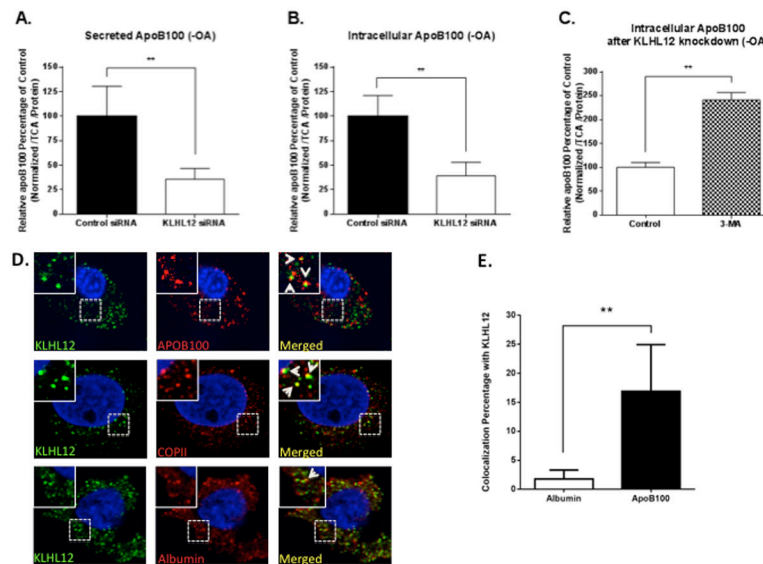 A.
Secreted ApoB100 (-OA)
Relative apoB100 Percentage of Control
(Normalized /TCA /Protein)
150
125
100
75
50
25
0
**
Control siRNA
KLHL12 siRNA
B.
Intracellular ApoB100 (-OA)
Relative apoB100 Percentage of Control
(Normalized /TCA /Protein)
150
125
100
75
50
25
0
**
Control siRNA
KLHL12 siRNA
C.
Intracellular ApoB100
after KLHL12 knockdown (-OA
Relative apoB100 Percentage of Control
(Normalized /TCA /Protein)
300
250
200
150
100
50
0
**
Control
3-MA
D.
KLHL12
APOB100
Merged
KLHL12
COPII
Merged
KLHL12
Albumin
Merged
E.
Colocalization Percentage with KLHL12
30
25
20
15
10
5
0
**
Albumin
ApoB100